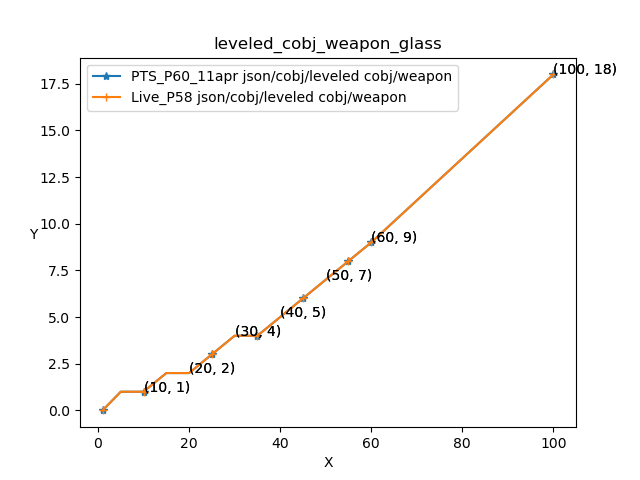 leveled_cobj_weapon_glass
PTS_P60_11apr json/cobj/leveled cobj/weapon
Live_P58 json/cobj/leveled cobj/weapon
(100, 18)
17.5
15.0
12.5
10.0
Y
(60, 9)
7.5
(50, 7)
5.0
(40, 5)
(30, 4)
2.5
(20, 2)
(10, 1)
0.0
0 20 40 60 80 100
X